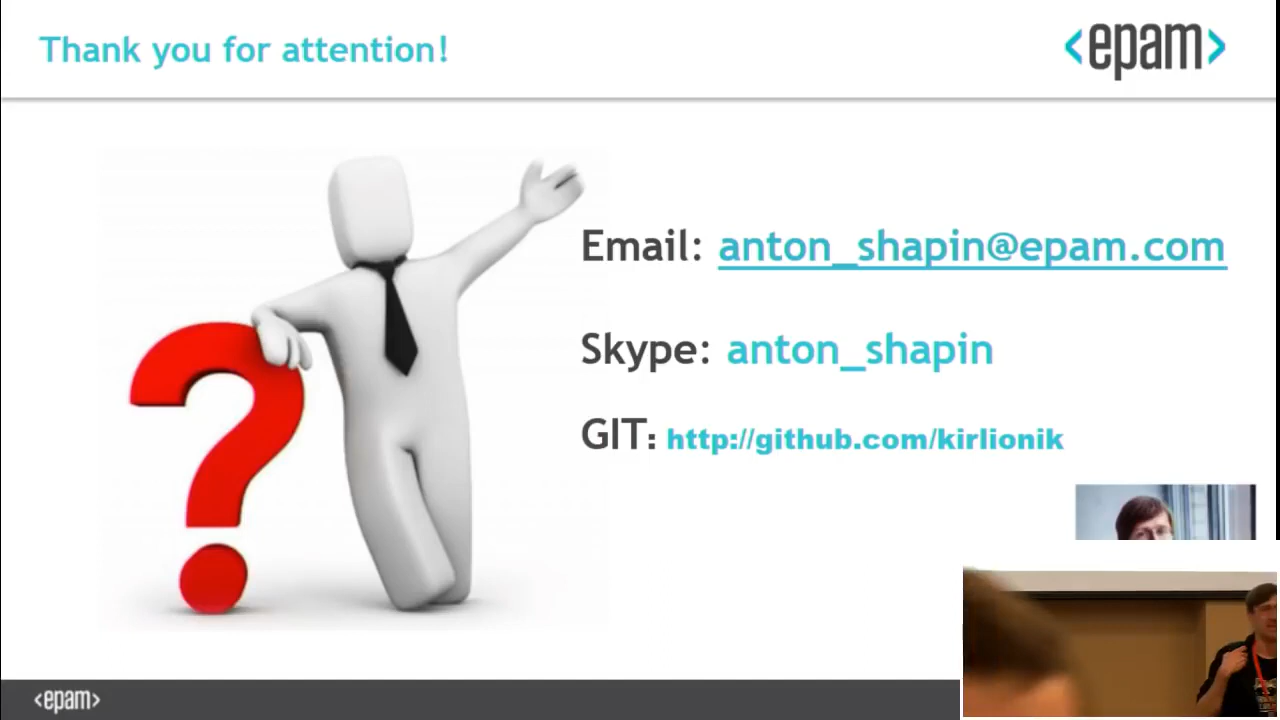 Thank you for attention!
<epam>
Email: anton_shapin@epam.com
Skype: anton_shapin
GIT: http://github.com/kirlionik
<epam>